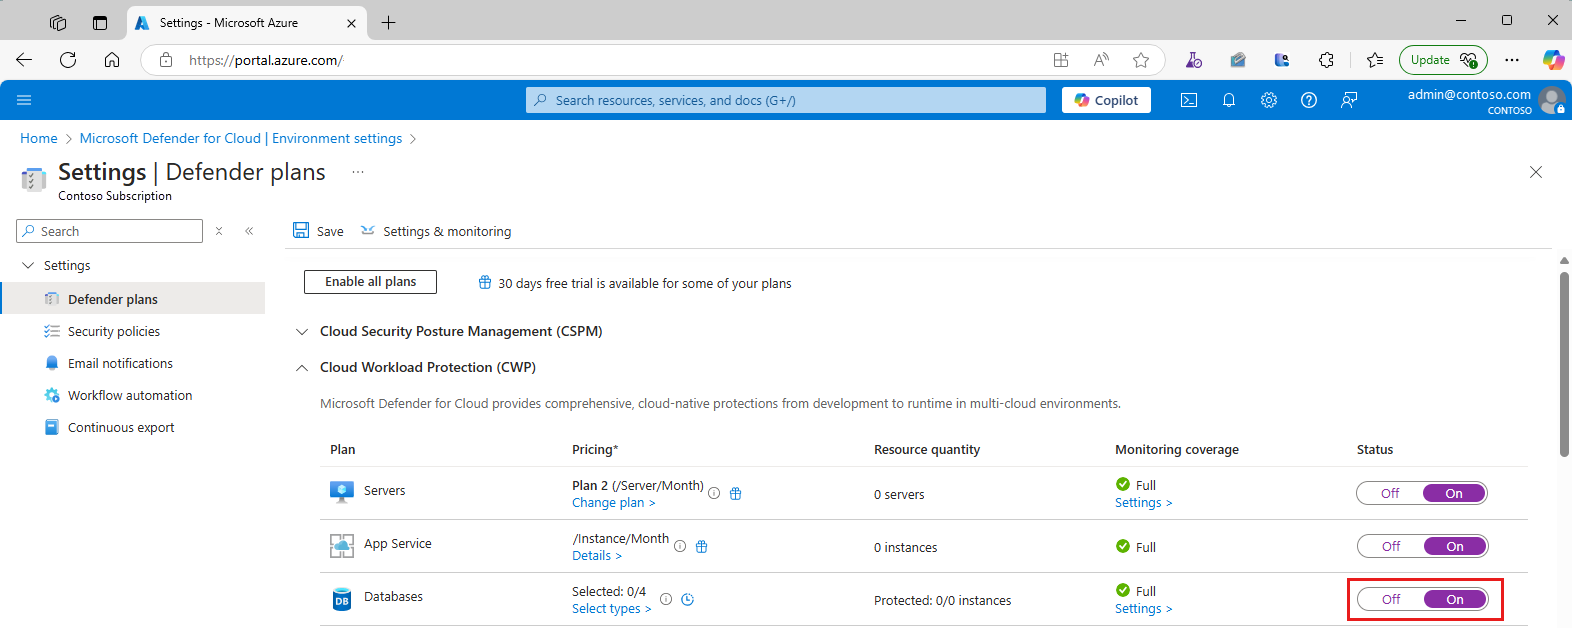 Settings - Microsoft Azure
https://portal.azure.com/
Update
Search resources, services, and docs (G+/)
Copilot
admin@contoso.com
CONTOSO
Home > Microsoft Defender for Cloud | Environment settings >
Settings | Defender plans ...
Contoso Subscription
Search
Save Settings & monitoring
Settings
Defender plans
Security policies
Email notifications
Workflow automation
Continuous export
Enable all plans 30 days free trial is available for some of your plans
Cloud Security Posture Management (CSPM)
Cloud Workload Protection (CWP)
Microsoft Defender for Cloud provides comprehensive, cloud-native protections from development to runtime in multi-cloud environments.
Plan Pricing* Resource quantity Monitoring coverage Status
Servers Plan 2 (/Server/Month) 0 servers Full Off On
Change plan > Settings >
App Service /Instance/Month 0 instances Full Off On
Details >
DB Databases Selected: 0/4 Protected: 0/0 instances Full Off On
Select types > Settings >